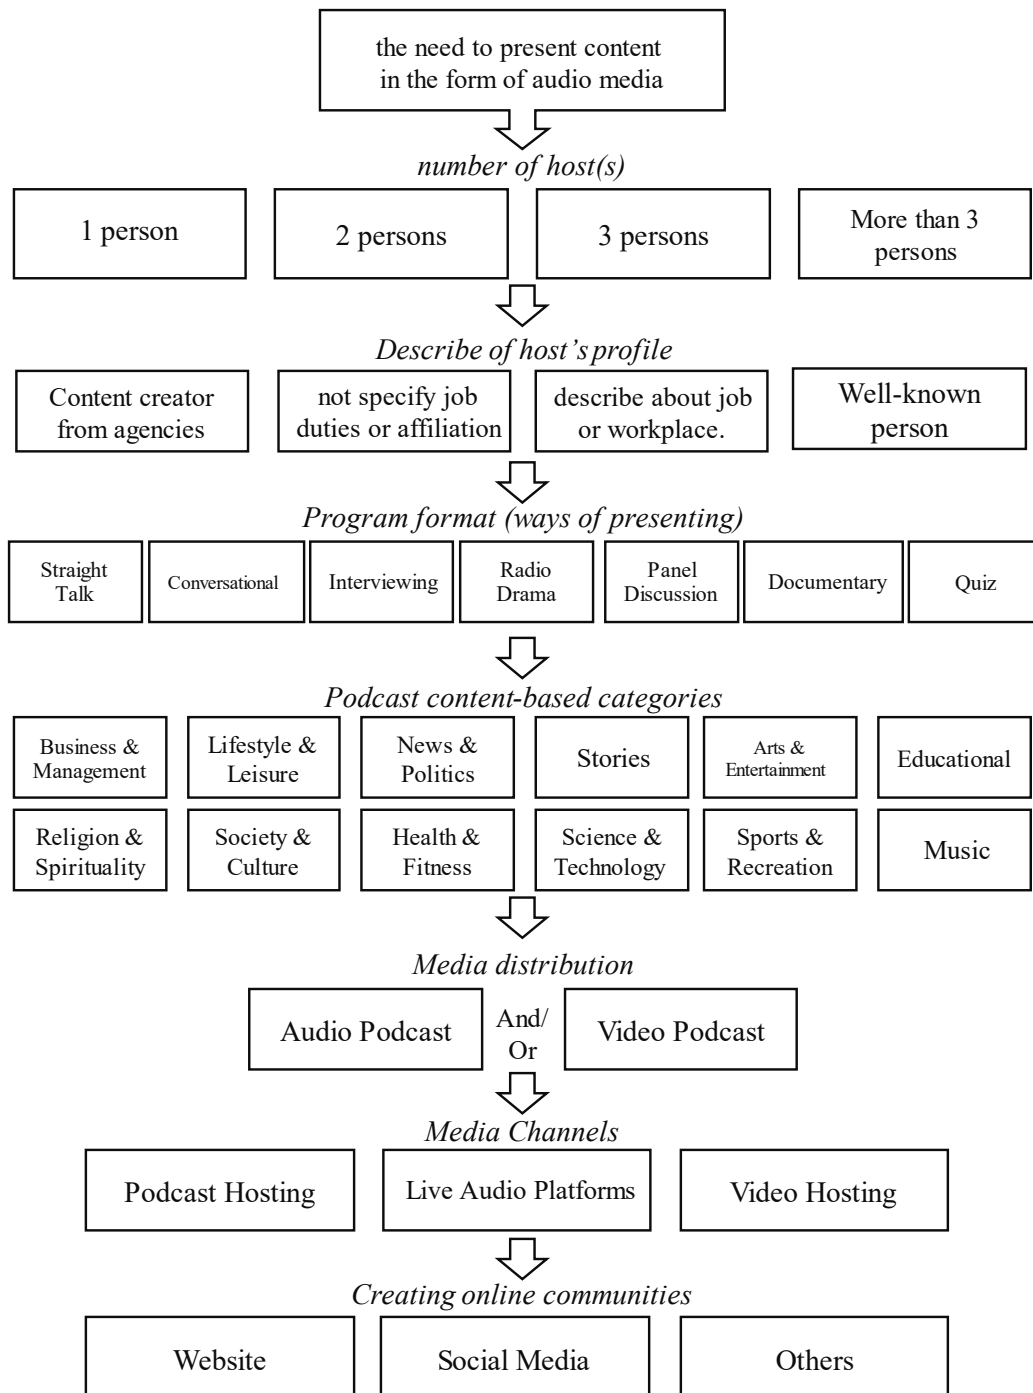 the need to present content
in the form of audio media
number of host(s)
1 person
2 persons
3 persons
More than 3
persons
Describe of host's profile
Content creator
from agencies
not specify job
duties or affiliation
describe about job
or workplace.
Well-known
person
Program format (ways of presenting)
Straight
Talk
Conversational
Interviewing
Radio
Drama
Panel
Discussion
Documentary
Quiz
Podcast content-based categories
Business &
Management
Lifestyle &
Leisure
News &
Politics
Stories
Arts &
Entertainment
Educational
Religion &
Spirituality
Society &
Culture
Health &
Fitness
Science &
Technology
Sports &
Recreation
Music
Media distribution
Audio Podcast
And/
Or
Video Podcast
Media Channels
Podcast Hosting
Live Audio Platforms
Video Hosting
Creating online communities
Website
Social Media
Others